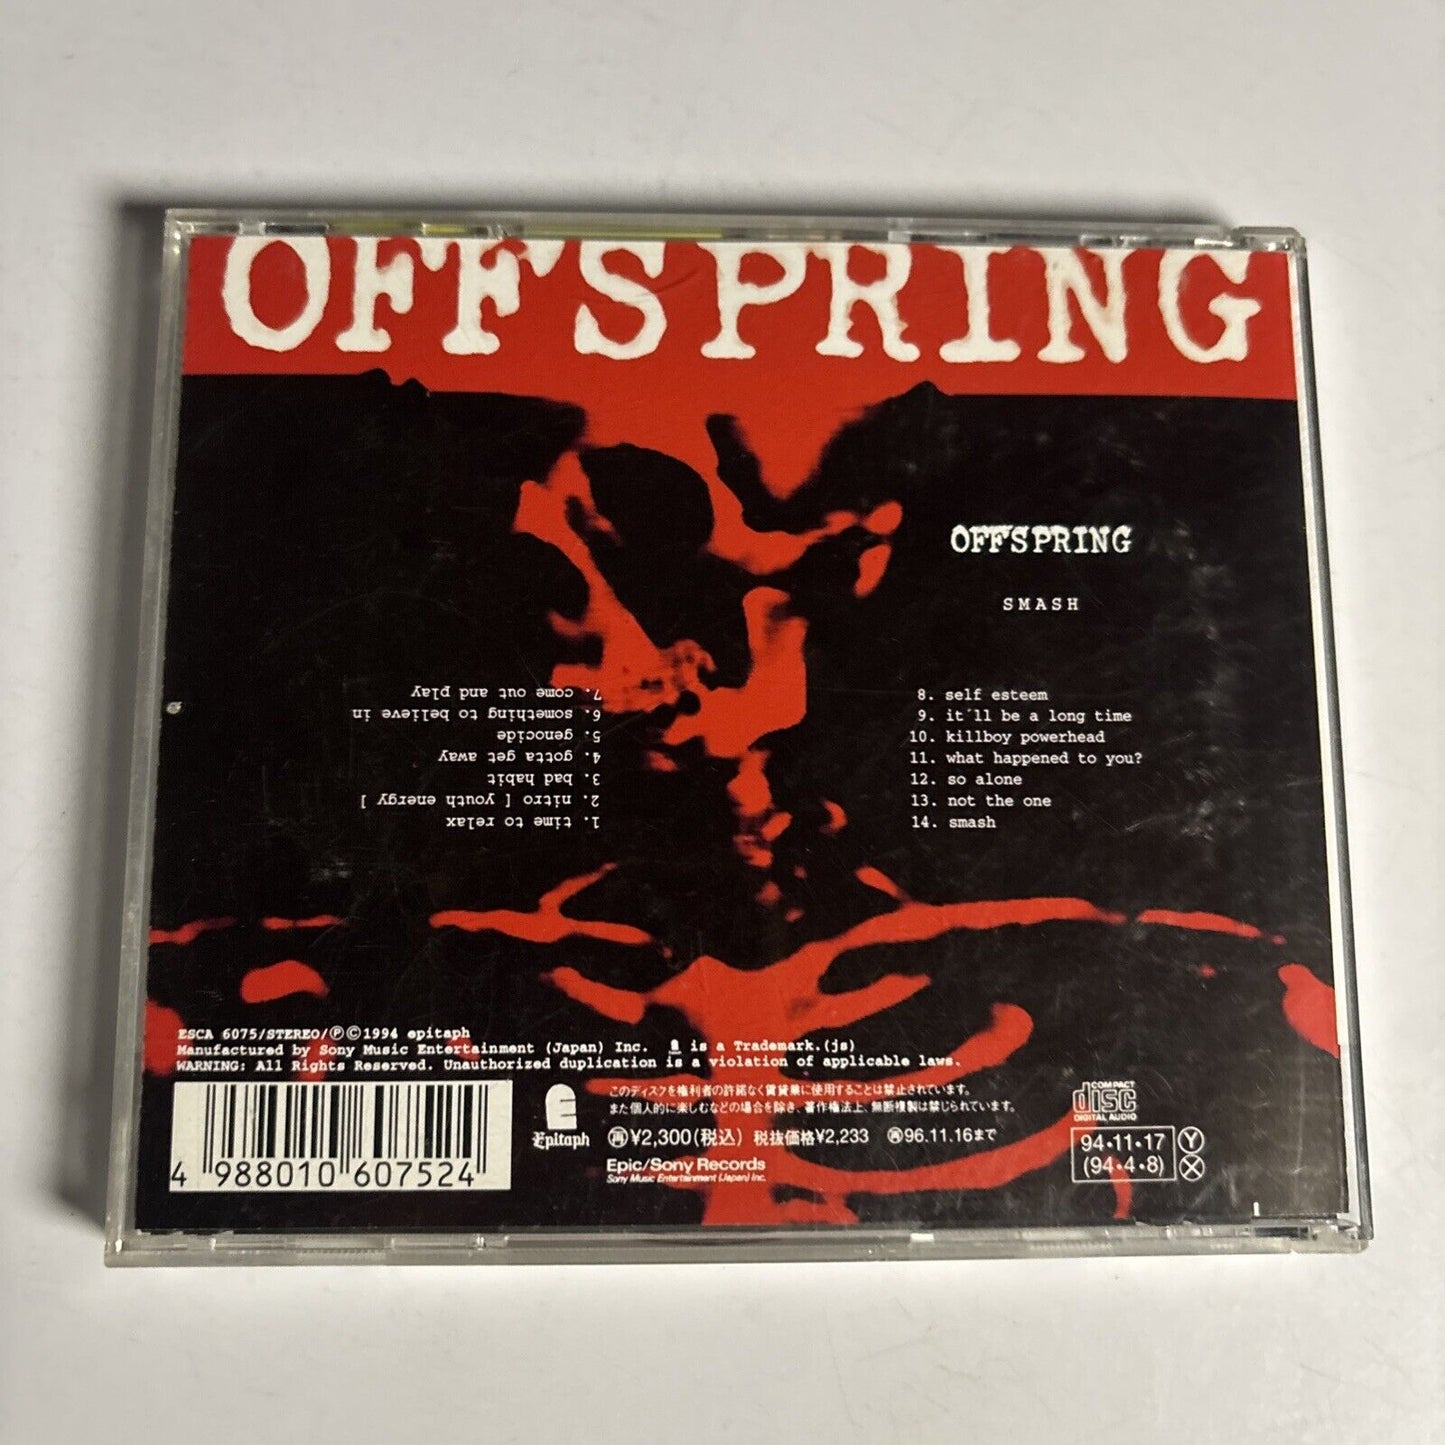 OFFSPRING
OFFSPRING
SMASH
1. time to relax
2. nitro [ youth energy ]
3. bad habit
4. gotta get away
5. genocide
6. something to believe in
7. come out and play
8. self esteem
9. it´ll be a long time
10. killboy powerhead
11. what happened to you?
12. so alone
13. not the one
14. smash
ESCA 6075/STEREO/Ⓟ©1994 epitaph
Manufactured by Sony Music Entertainment (Japan) Inc. is a Trademark.(js)
WARNING: All Rights Reserved. Unauthorized duplication is a violation of applicable laws.
4 988010 607524
Epitaph
このディスクを権利者の許諾なく賃貸業に使用することは禁止されています。
また個人的に楽しむなどの場合を除き、著作権法上、無断複製は禁じられています。
再¥2,300(税込) 税抜価格¥2,233 再96.11.16まで
Epic/Sony Records
Sony Music Entertainment (Japan) Inc.
COMPACT
disc
DIGITAL AUDIO
94・11・17 Y
(94・4・8) X